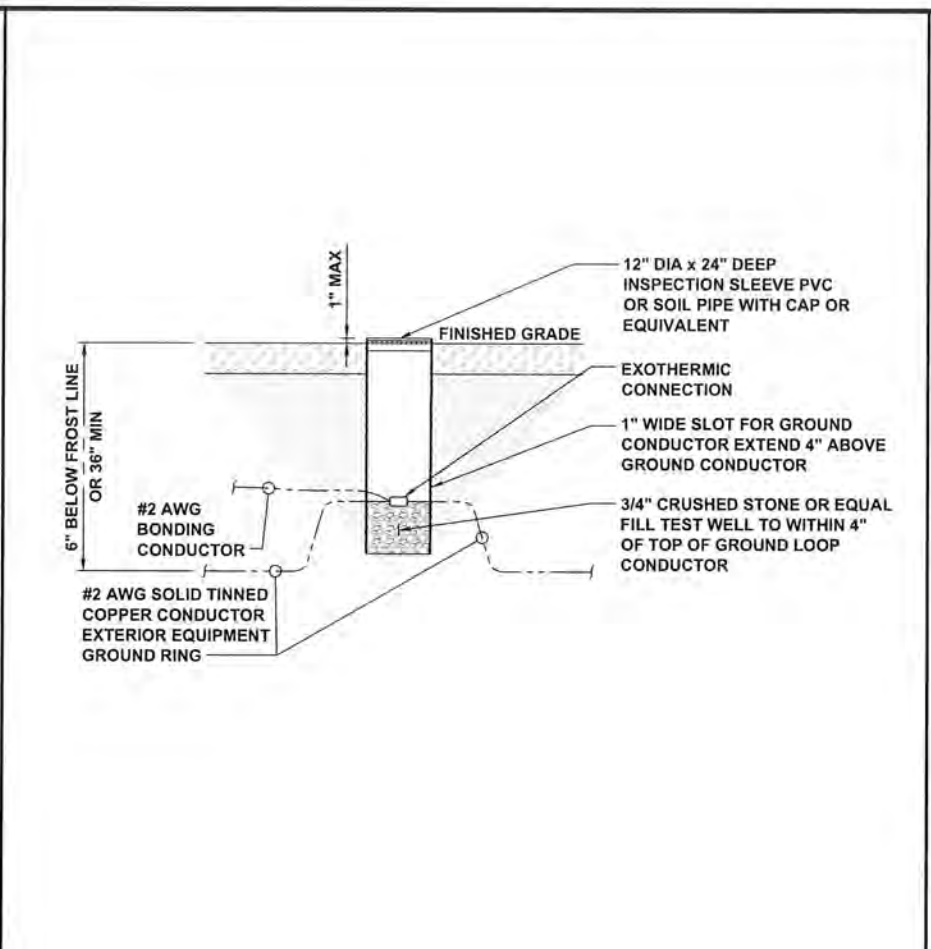 1" MAX
12" DIA x 24" DEEP
INSPECTION SLEEVE PVC
OR SOIL PIPE WITH CAP OR
EQUIVALENT
FINISHED GRADE
EXOTHERMIC
CONNECTION
1" WIDE SLOT FOR GROUND
CONDUCTOR EXTEND 4" ABOVE
GROUND CONDUCTOR
3/4" CRUSHED STONE OR EQUAL
FILL TEST WELL TO WITHIN 4"
OF TOP OF GROUND LOOP
CONDUCTOR
6" BELOW FROST LINE
OR 36" MIN
#2 AWG
BONDING
CONDUCTOR
#2 AWG SOLID TINNED
COPPER CONDUCTOR
EXTERIOR EQUIPMENT
GROUND RING